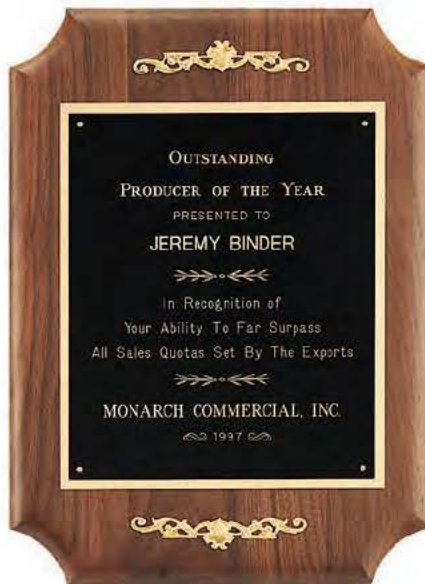 OUTSTANDING
PRODUCER OF THE YEAR
PRESENTED TO
JEREMY BINDER
In Recognition of
Your Ability To Far Surpass
All Sales Quotas Set By The Exports
MONARCH COMMERCIAL, INC.
1997